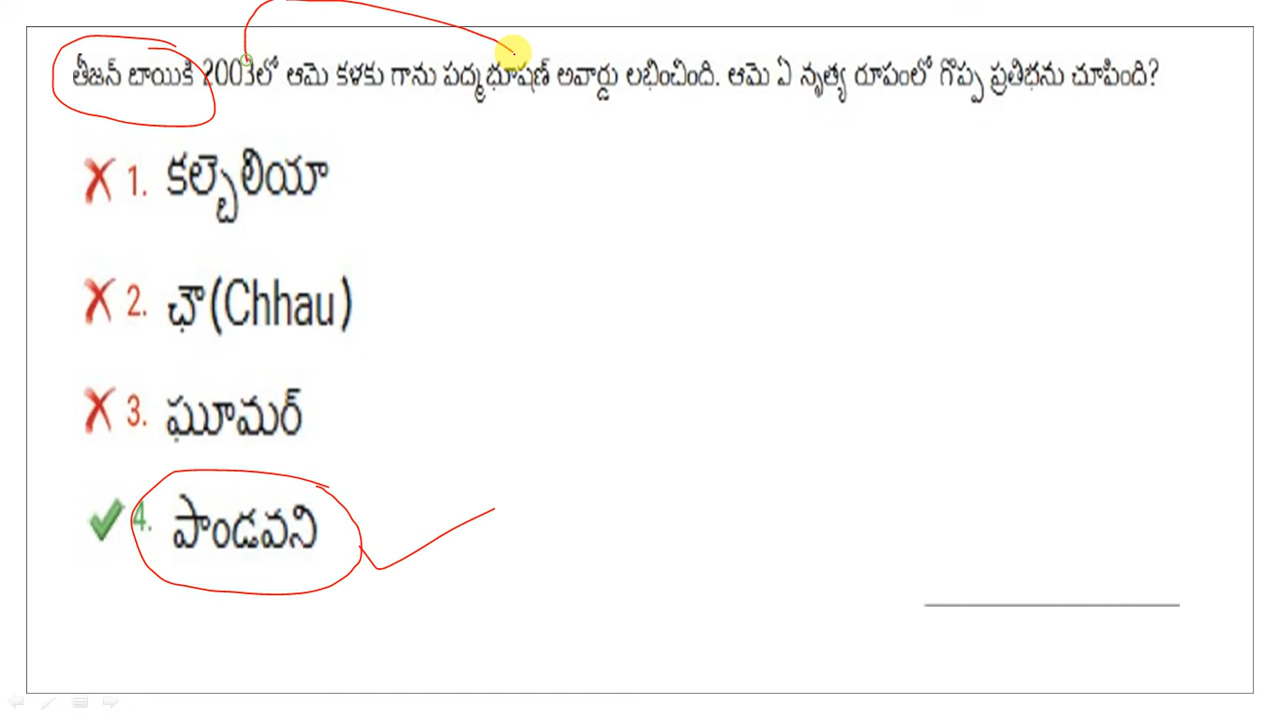 తీజన్ బాయికి 2003లో ఆమె కళకు గాను పద్మభూషణ్ అవార్డు లభించింది. ఆమె ఏ నృత్య రూపంలో గొప్ప ప్రతిభను చూపింది?
1. కల్బెలియా
2. ఛౌ(Chhau)
3. ఘూమర్
4. పాండవని